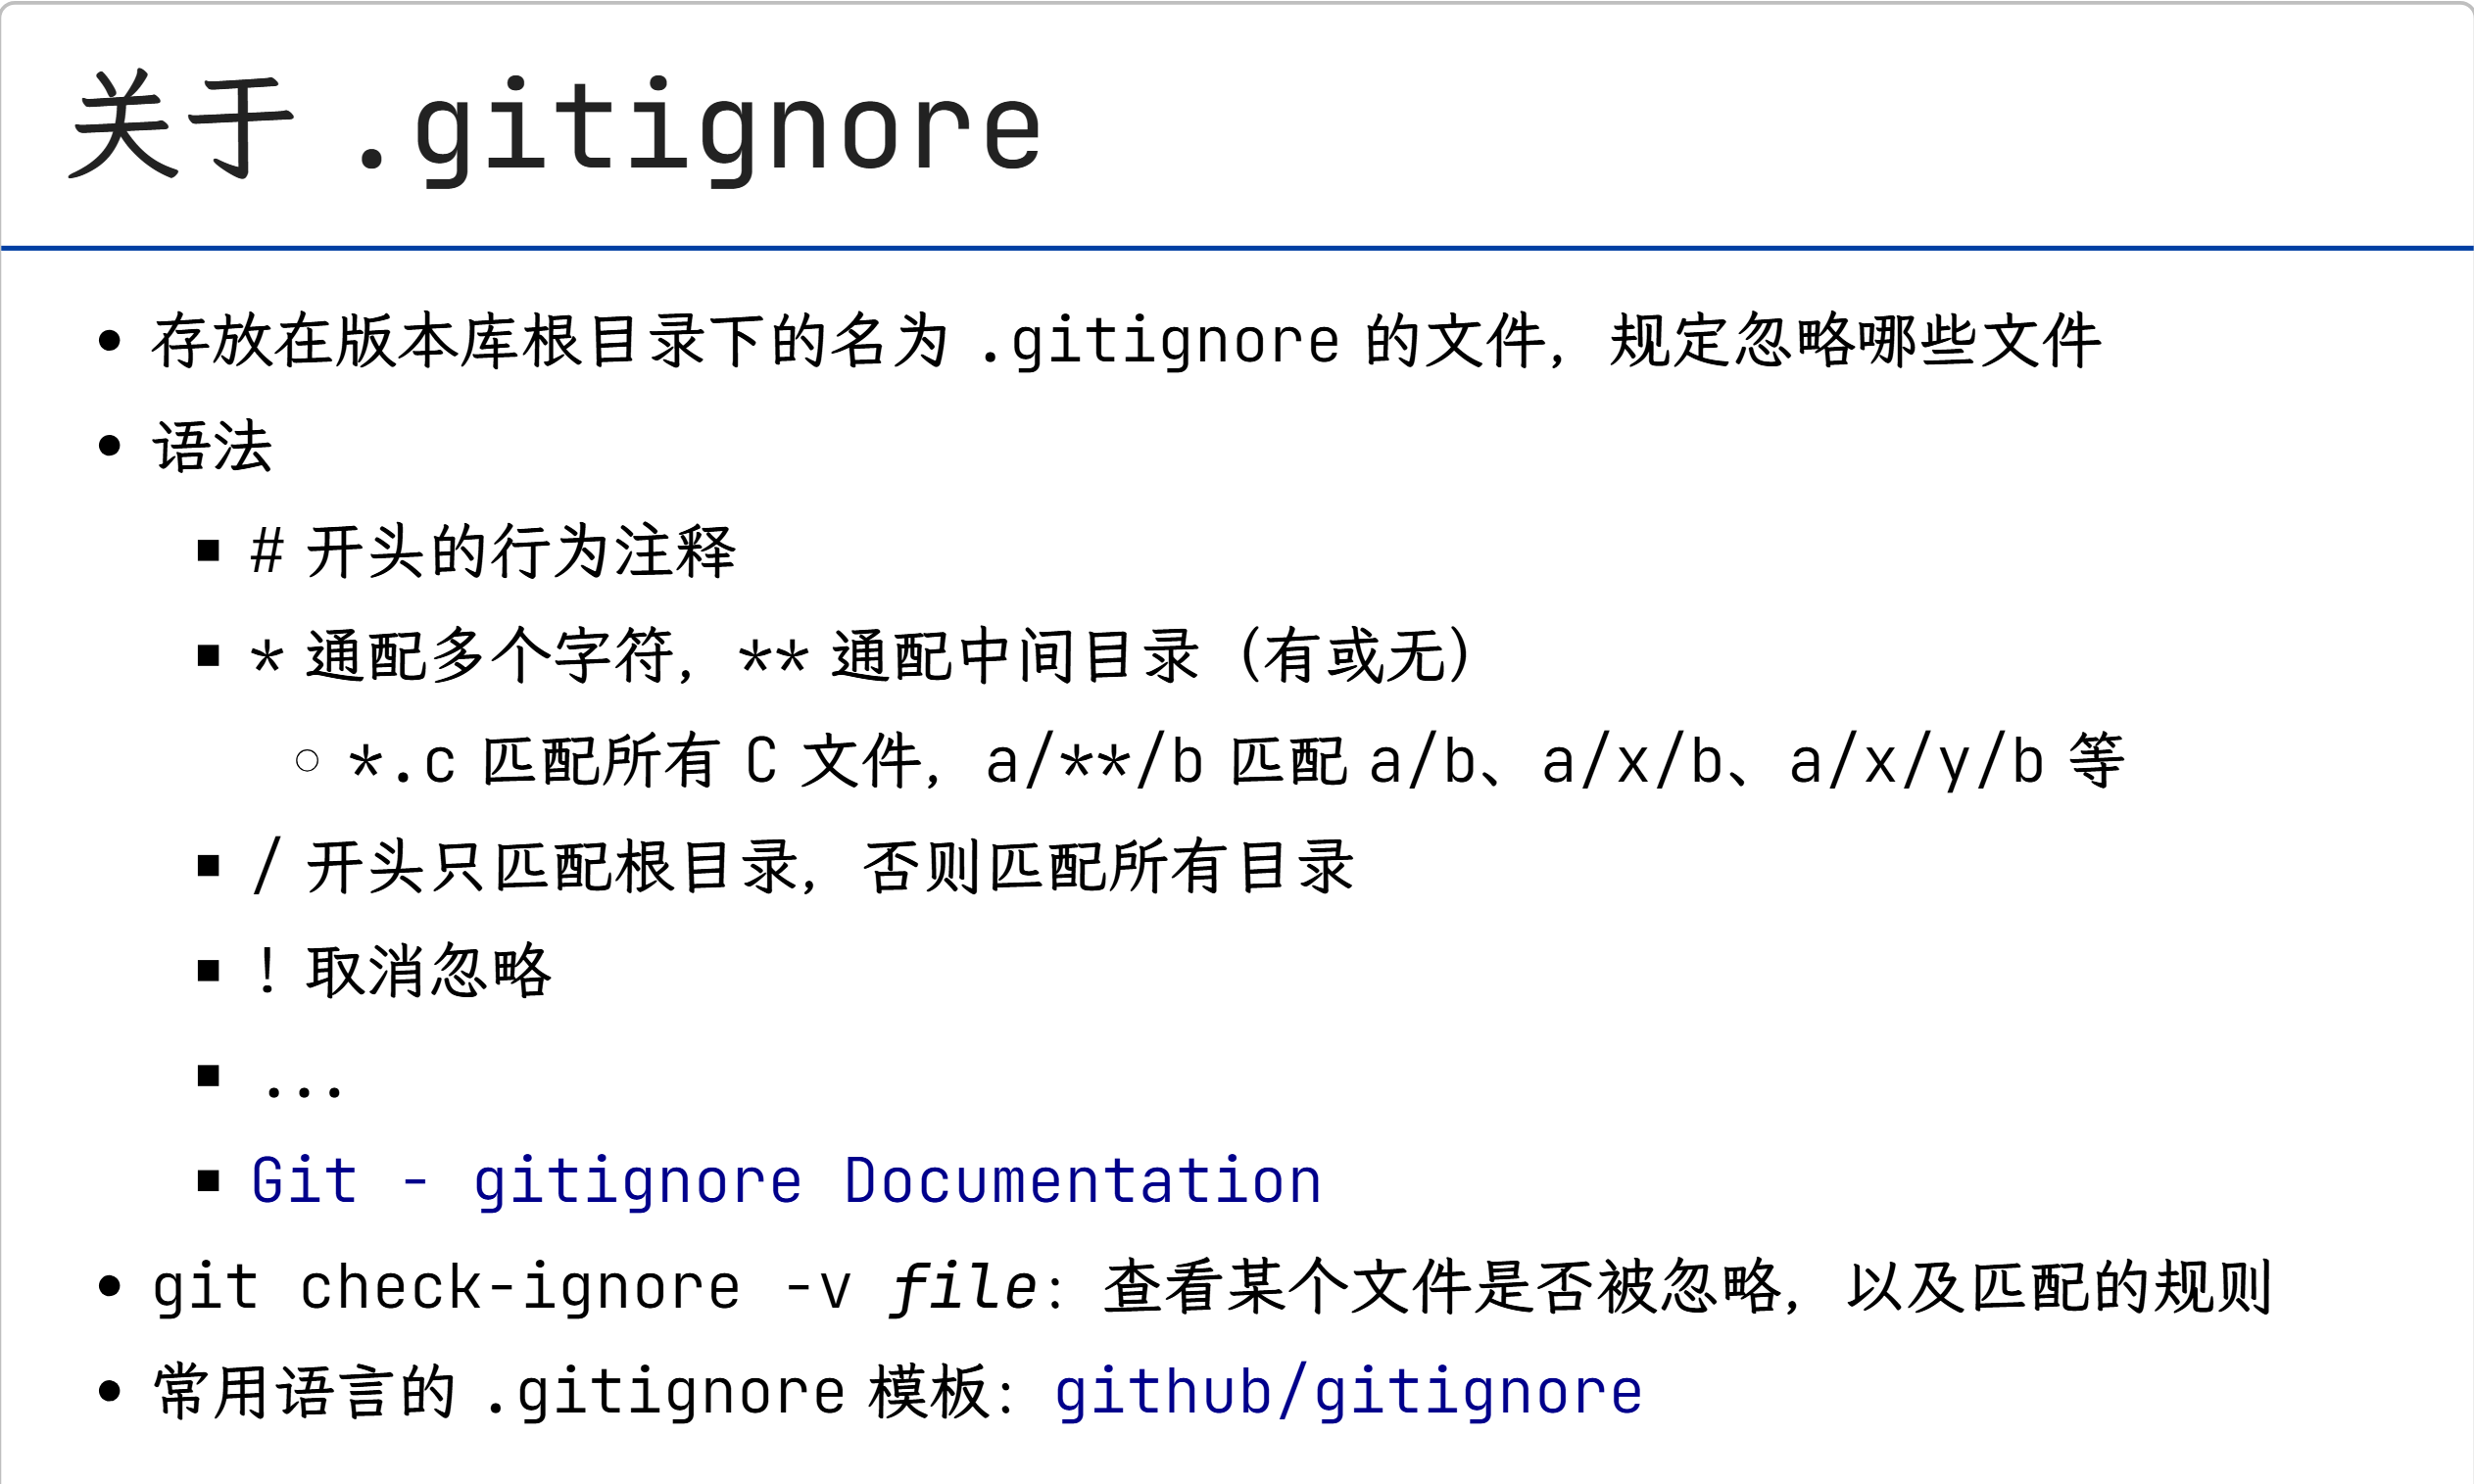 关于 .gitignore
• 存放在版本库根目录下的名为 .gitignore 的文件，规定忽略哪些文件
• 语法
▪ # 开头的行为注释
▪ * 通配多个字符，** 通配中间目录（有或无）
◦ *.c 匹配所有 C 文件，a/**/b 匹配 a/b、a/x/b、a/x/y/b 等
▪ / 开头只匹配根目录，否则匹配所有目录
▪ ! 取消忽略
▪ ...
▪ Git - gitignore Documentation
• git check-ignore -v file：查看某个文件是否被忽略，以及匹配的规则
• 常用语言的 .gitignore 模板：github/gitignore